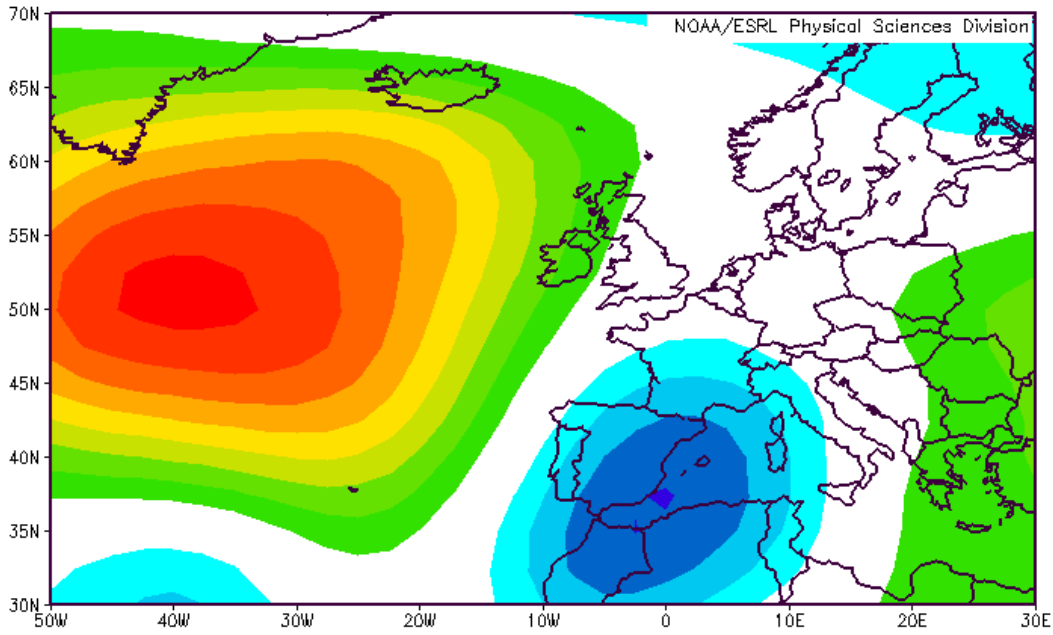 NOAA/ESRL Physical Sciences Division
70N
65N
60N
55N
50N
45N
40N
35N
30N
50W 40W 30W 20W 10W 0 10E 20E 30E